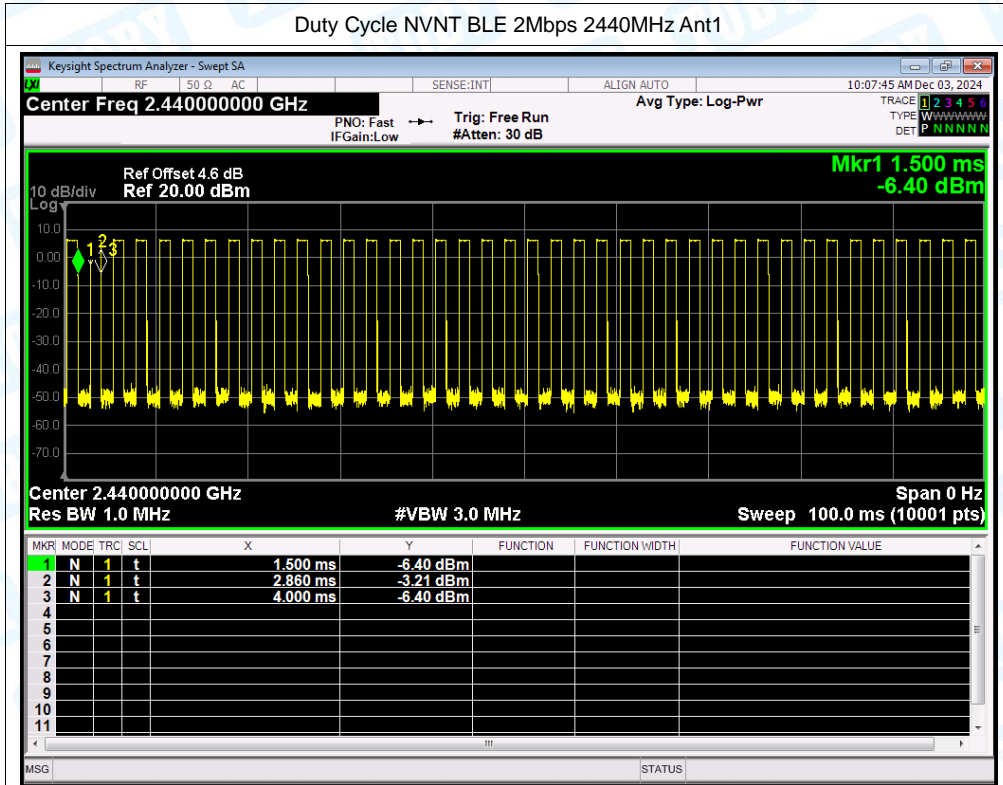 Duty Cycle NVNT BLE 2Mbps 2440MHz Ant1
Keysight Spectrum Analyzer - Swept SA
LXI RF 50 Ω AC SENSE:INT ALIGN AUTO 10:07:45 AM Dec 03, 2024
Center Freq 2.440000000 GHz Avg Type: Log-Pwr TRACE 1 2 3 4 5 6
PNO: Fast Trig: Free Run TYPE WWWWWW
IFGain:Low #Atten: 30 dB DET P N N N N N
Mkr1 1.500 ms
Ref Offset 4.6 dB
10 dB/div Ref 20.00 dBm -6.40 dBm
Log
10.0
1 2 3
0.00
-10.0
-20.0
-30.0
-40.0
-50.0
-60.0
-70.0
Center 2.440000000 GHz Span 0 Hz
Res BW 1.0 MHz #VBW 3.0 MHz Sweep 100.0 ms (10001 pts)
MKR MODE TRC SCL X Y FUNCTION FUNCTION WIDTH FUNCTION VALUE
1 N 1 t 1.500 ms -6.40 dBm
2 N 1 t 2.860 ms -3.21 dBm
3 N 1 t 4.000 ms -6.40 dBm
4
5
6
7
8
9
10
11
MSG STATUS